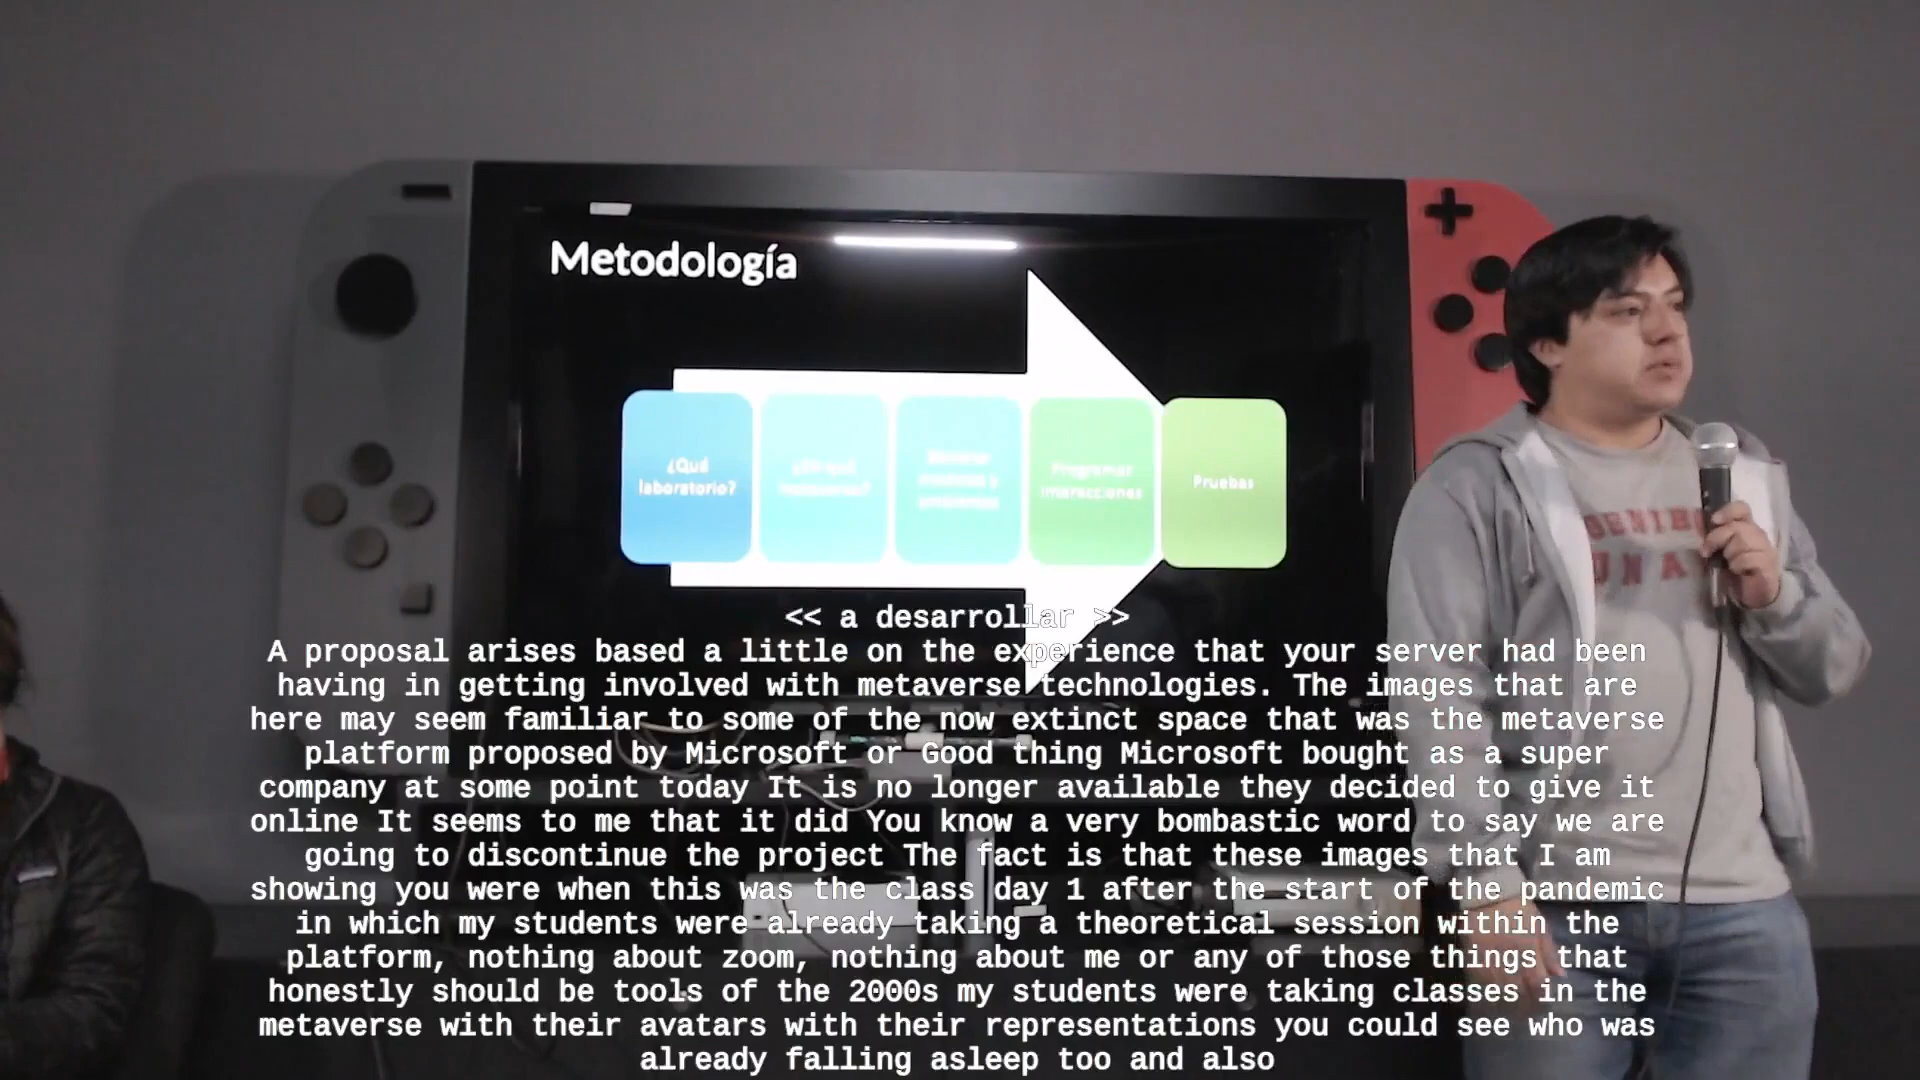 Metodología
¿Qué
laboratorio?
Programar
interacciones
Pruebas
<< a desarrollar >>
A proposal arises based a little on the experience that your server had been
having in getting involved with metaverse technologies. The images that are
here may seem familiar to some of the now extinct space that was the metaverse
platform proposed by Microsoft or Good thing Microsoft bought as a super
company at some point today It is no longer available they decided to give it
online It seems to me that it did You know a very bombastic word to say we are
going to discontinue the project The fact is that these images that I am
showing you were when this was the class day 1 after the start of the pandemic
in which my students were already taking a theoretical session within the
platform, nothing about zoom, nothing about me or any of those things that
honestly should be tools of the 2000s my students were taking classes in the
metaverse with their avatars with their representations you could see who was
already falling asleep too and also
UNA